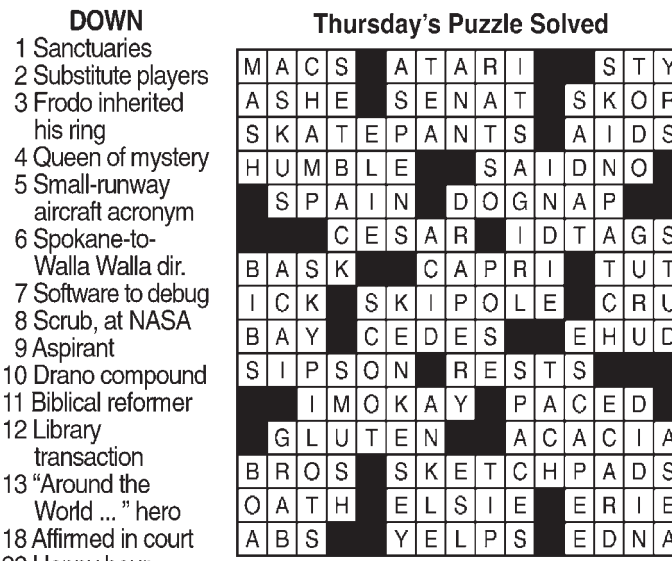 DOWN
1 Sanctuaries
2 Substitute players
3 Frodo inherited
his ring
4 Queen of mystery
5 Small-runway
aircraft acronym
6 Spokane-to-
Walla Walla dir.
7 Software to debug
8 Scrub, at NASA
9 Aspirant
10 Drano compound
11 Biblical reformer
12 Library
transaction
13 “Around the
World ... ” hero
18 Affirmed in court
Thursday’s Puzzle Solved
M A C S A T A R I S T Y
A S H E S E N A T S K O
S K A T E P A N T S A I D S
H U M B L E S A I D N O
S P A I N D O G N A P
C E S A R I D T A G S
B A S K C A P R I T U T
I C K S K I P O L E C R U
B A Y C E D E S E H U D
S I P S O N R E S T S
I M O K A Y P A C E D
G L U T E N A C A C I A
B R O S S K E T C H P A D S
O A T H E L S I E E R I E
A B S Y E L P S E D N A